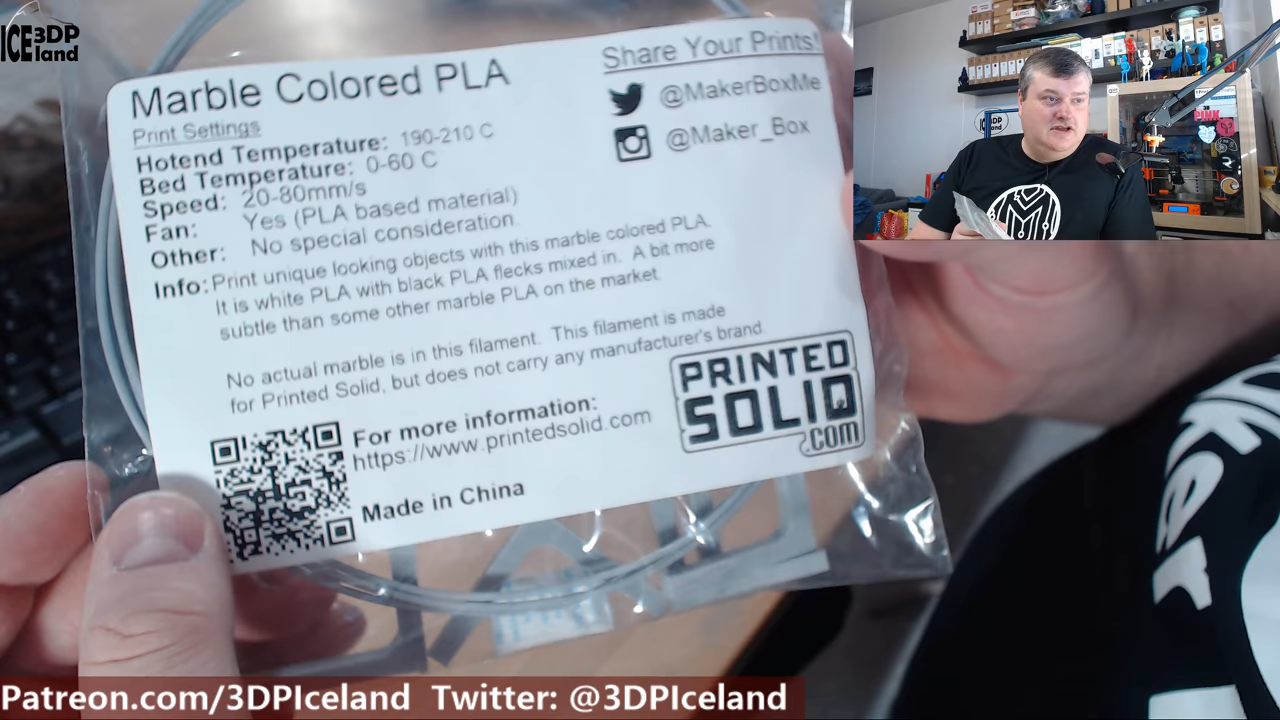 ICE3DP
land
Marble Colored PLA
Print Settings
Hotend Temperature: 190-210 C
Bed Temperature: 0-60 C
Speed: 20-80mm/s
Fan: Yes (PLA based material)
Other: No special consideration
Info: Print unique looking objects with this marble colored PLA.
It is white PLA with black PLA flecks mixed in. A bit more
subtle than some other marble PLA on the market.
No actual marble is in this filament. This filament is made
for Printed Solid, but does not carry any manufacturer's brand.
For more information:
https://www.printedsolid.com
Made in China
Share Your Prints!
@MakerBoxMe
@Maker_Box
PRINTED
SOLID
.com
3DP
land
PINK
ker
Patreon.com/3DPIceland Twitter: @3DPIceland